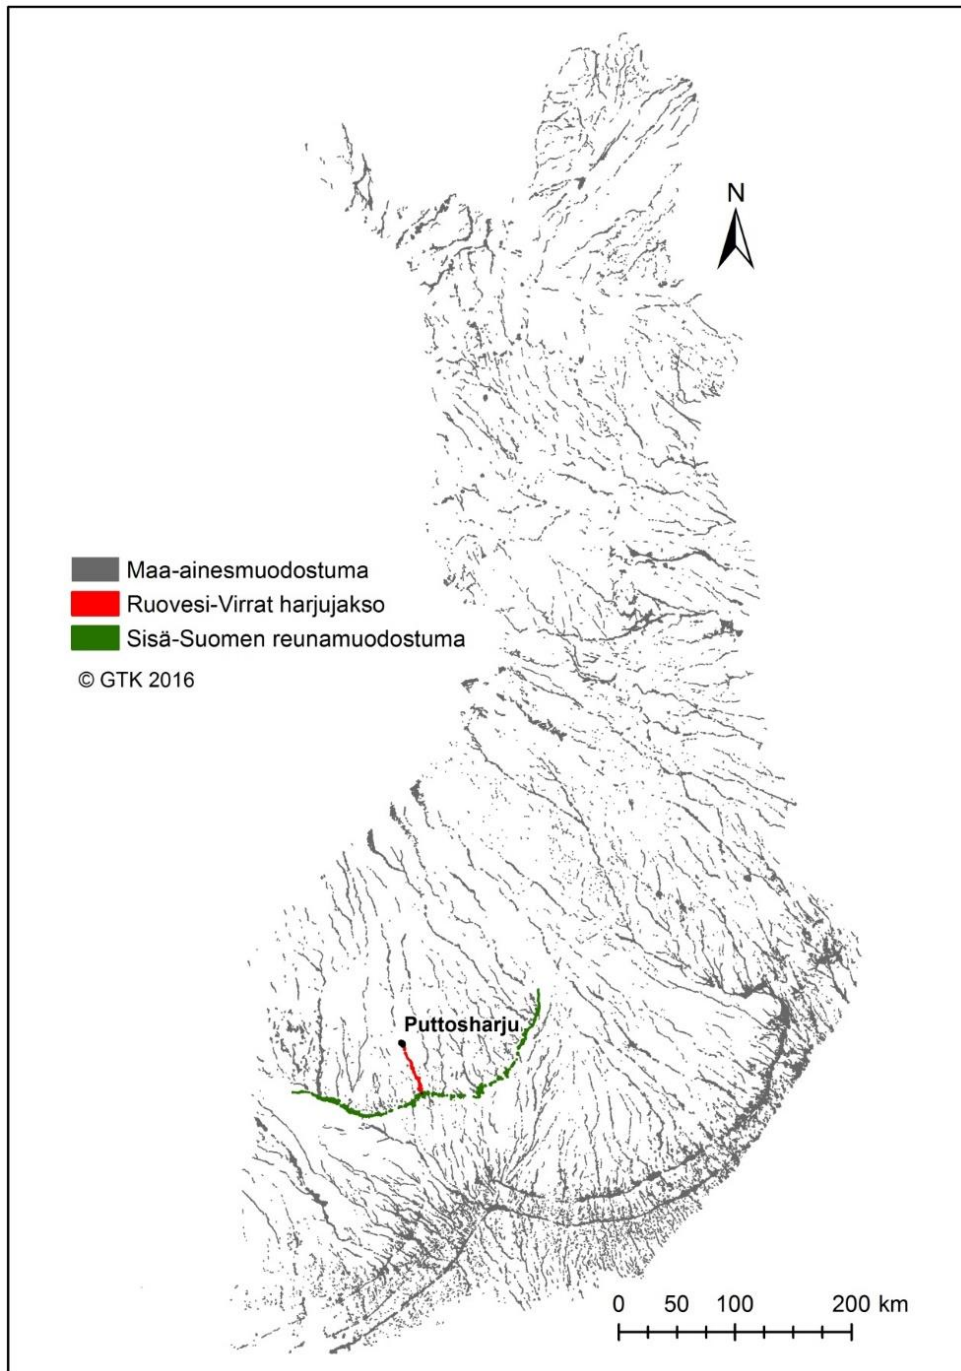 N
Maa-ainesmuodostuma
Ruovesi-Virrat harjujakso
Sisä-Suomen reunamuodostuma
© GTK 2016
Puttosharju
0 50 100 200 km